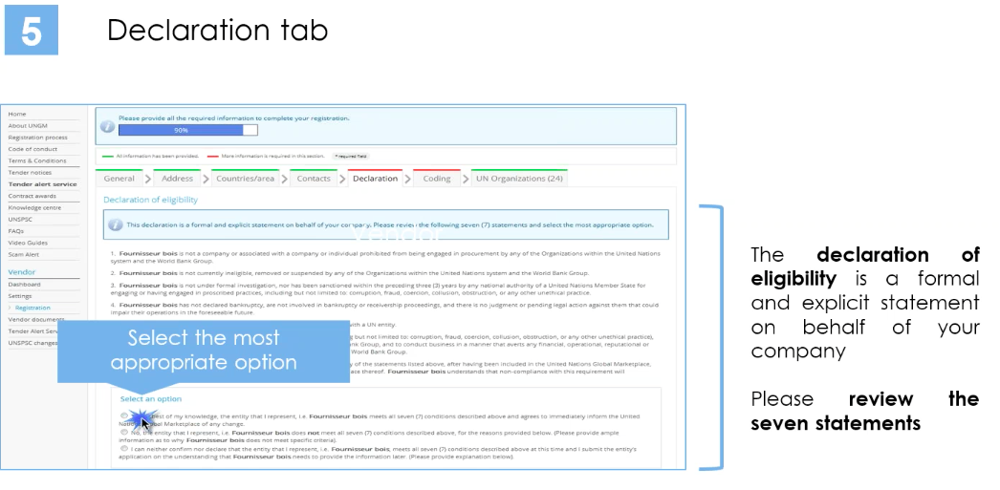 5
Declaration tab
Home
About UNGM
Registration process
Code of conduct
Terms & Conditions
Tender notices
Tender alert service
Contract awards
Knowledge centre
UNSPSC
FAQs
Video Guides
Scam Alert
Vendor
Dashboard
Settings
Registration
Vendor documents
Tender Alert Serv
UNSPSC changes
Please provide all the required information to complete your registration.
90%
All information has been provided. More information is required in this section. * required field
General > Address > Countries/area > Contacts > Declaration > Coding > UN Organizations (24)
Declaration of eligibility
This declaration is a formal and explicit statement on behalf of your company. Please review the following seven (7) statements and select the most appropriate option.
Vendor
1. Fournisseur bois is not a company or associated with a company or individual prohibited from being engaged in procurement by any of the Organizations within the United Nations
system and the World Bank Group.
2. Fournisseur bois is not currently ineligible, removed or suspended by any of the Organizations within the United Nations system and the World Bank Group.
3. Fournisseur bois is not under formal investigation, nor has been sanctioned within the preceding three (3) years by any national authority of a United Nations Member State for
engaging or having engaged in proscribed practices, including but not limited to: corruption, fraud, coercion, collusion, obstruction, or any other unethical practice.
4. Fournisseur bois has not declared bankruptcy, are not involved in bankruptcy or receivership proceedings, and there is no judgment or pending legal action against them that could
impair their operations in the foreseeable future.
with a UN entity.
ng but not limited to: corruption, fraud, coercion, collusion, obstruction, or any other unethical practice),
nk Group, and to conduct business in a manner that averts any financial, operational, reputational or
World Bank Group.
y of the statements listed above, after having been included in the United Nations Global Marketplace,
ase thereof. Fournisseur bois understands that non-compliance with this requirement will
Select the most
appropriate option
Select an option
est of my knowledge, the entity that I represent, i.e. Fournisseur bois meets all seven (7) conditions described above and agrees to immediately inform the United
Nations Global Marketplace of any change.
No, the entity that I represent, i.e. Fournisseur bois does not meet all seven (7) conditions described above, for the reasons provided below. (Please provide ample
information as to why Fournisseur bois does not meet specific criteria).
I can neither confirm nor declare that the entity that I represent, i.e. Fournisseur bois, meets all seven (7) conditions described above at this time and I submit the entity's
application on the understanding that Fournisseur bois needs to provide the information later. (Please provide explanation below).
The declaration of
eligibility is a formal
and explicit statement
on behalf of your
company
Please review the
seven statements